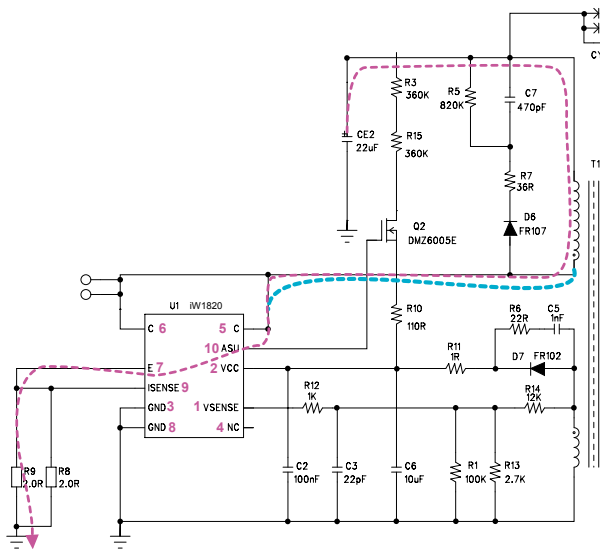 CY
R3
360K
R5
820K
C7
470pF
CE2
22uF
R15
360K
R7
36R
T1
D6
FR107
Q2
DMZ6005E
U1 iW1820
R10
110R
R6
22R
C5
1nF
C 6
5 C
10 ASU
E 7
2 VCC
R11
1R
D7 FR102
ISENSE 9
R12
1K
R14
12K
GND 3
1 VSENSE
GND 8
4 NC
R9
2.0R
R8
2.0R
C2
100nF
C3
22pF
C6
10uF
R1
100K
R13
2.7K